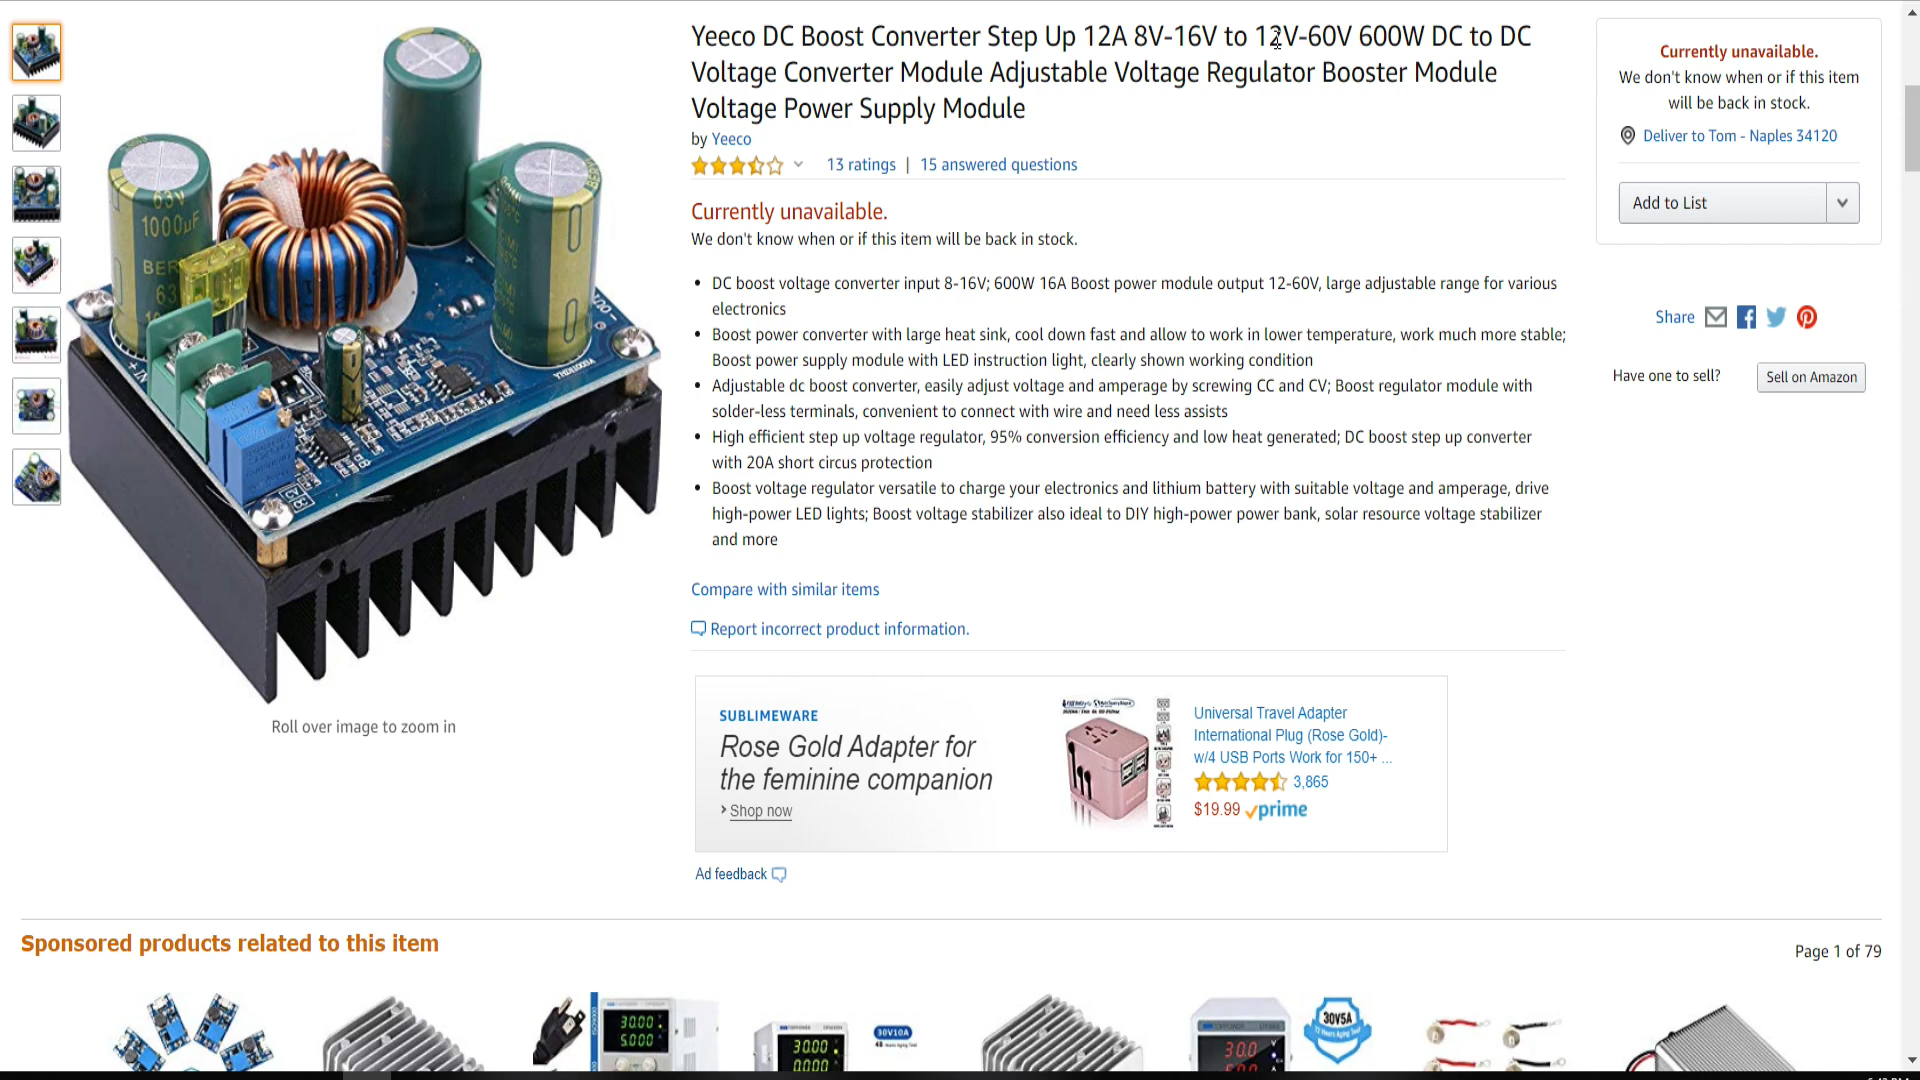 Yeeco DC Boost Converter Step Up 12A 8V-16V to 12V-60V 600W DC to DC
Voltage Converter Module Adjustable Voltage Regulator Booster Module
Voltage Power Supply Module
by Yeeco
13 ratings | 15 answered questions
Currently unavailable.
We don't know when or if this item will be back in stock.
DC boost voltage converter input 8-16V; 600W 16A Boost power module output 12-60V, large adjustable range for various
electronics
Boost power converter with large heat sink, cool down fast and allow to work in lower temperature, work much more stable;
Boost power supply module with LED instruction light, clearly shown working condition
Adjustable dc boost converter, easily adjust voltage and amperage by screwing CC and CV; Boost regulator module with
solder-less terminals, convenient to connect with wire and need less assists
High efficient step up voltage regulator, 95% conversion efficiency and low heat generated; DC boost step up converter
with 20A short circus protection
Boost voltage regulator versatile to charge your electronics and lithium battery with suitable voltage and amperage, drive
high-power LED lights; Boost voltage stabilizer also ideal to DIY high-power power bank, solar resource voltage stabilizer
and more
Compare with similar items
Report incorrect product information.
Currently unavailable.
We don't know when or if this item
will be back in stock.
Deliver to Tom - Naples 34120
Add to List
Share
Have one to sell?
Sell on Amazon
63V
1000µF
BER
63
Roll over image to zoom in
SUBLIMEWARE
Rose Gold Adapter for
the feminine companion
Shop now
Universal Travel Adapter
International Plug (Rose Gold)-
w/4 USB Ports Work for 150+ ...
3,865
$19.99 prime
Ad feedback
Sponsored products related to this item
Page 1 of 79
30.00
5.000
30.00
0.000
30V10A
30.0
30V5A